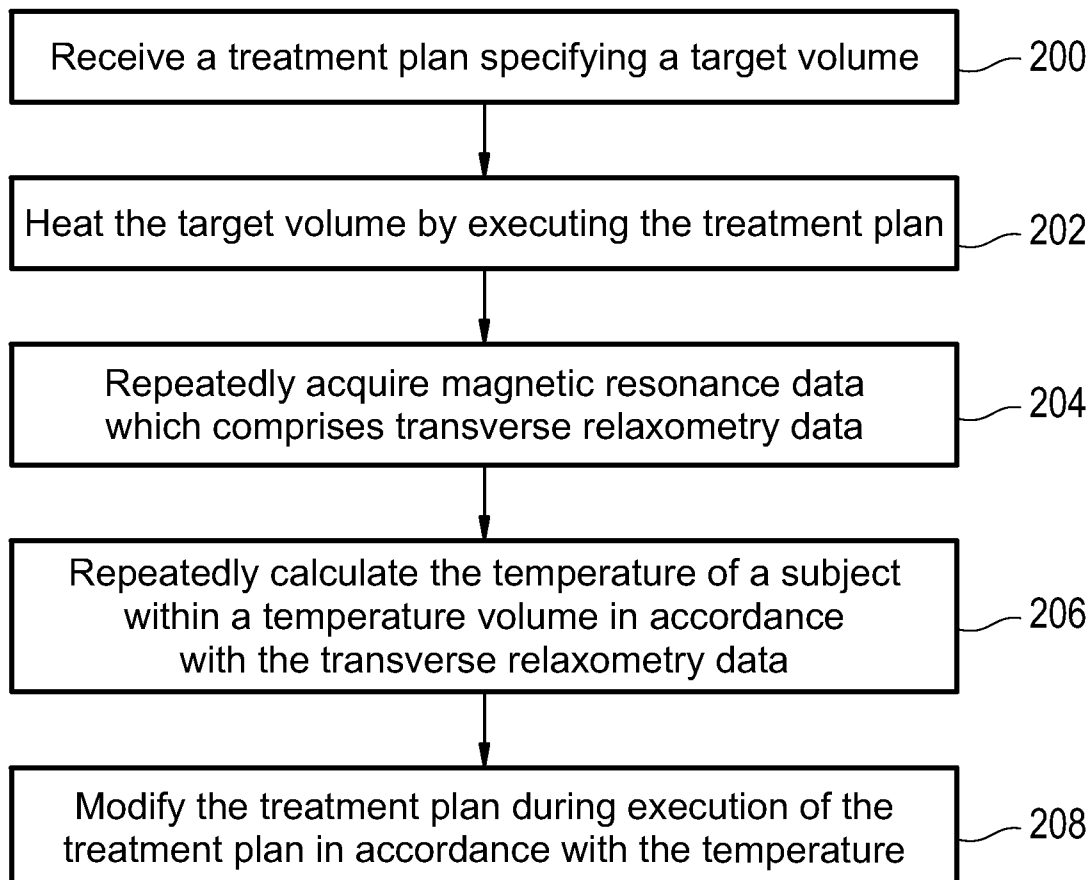 Receive a treatment plan specifying a target volume
200
Heat the target volume by executing the treatment plan
202
Repeatedly acquire magnetic resonance data
which comprises transverse relaxometry data
204
Repeatedly calculate the temperature of a subject
within a temperature volume in accordance
with the transverse relaxometry data
206
Modify the treatment plan during execution of the
treatment plan in accordance with the temperature
208